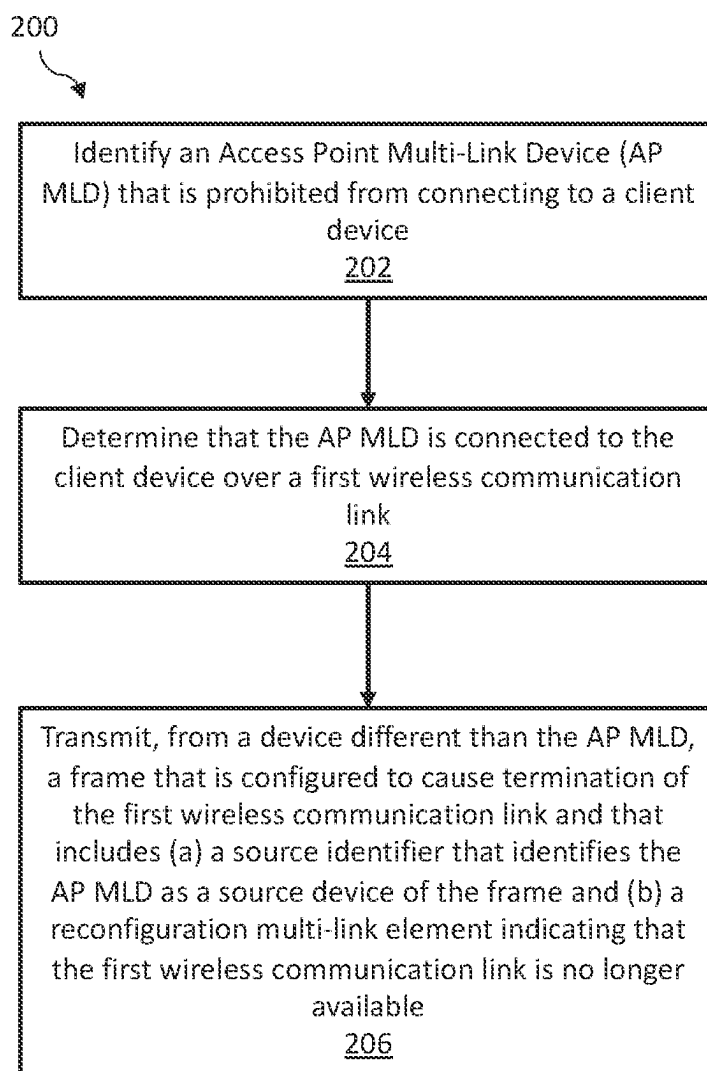 200
Identify an Access Point Multi-Link Device (AP
MLD) that is prohibited from connecting to a client
device
202
Determine that the AP MLD is connected to the
client device over a first wireless communication
link
204
Transmit, from a device different than the AP MLD,
a frame that is configured to cause termination of
the first wireless communication link and that
includes (a) a source identifier that identifies the
AP MLD as a source device of the frame and (b) a
reconfiguration multi-link element indicating that
the first wireless communication link is no longer
available
206